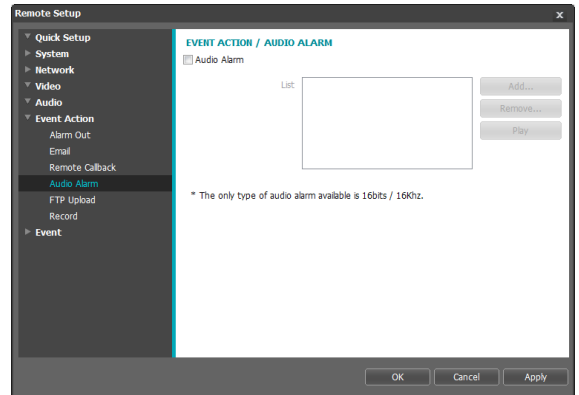 Remote Setup
x
Quick Setup
System
Network
Video
Audio
Event Action
Alarm Out
Email
Remote Callback
Audio Alarm
FTP Upload
Record
Event
EVENT ACTION / AUDIO ALARM
Audio Alarm
List
Add...
Remove...
Play
* The only type of audio alarm available is 16bits / 16Khz.
OK Cancel Apply